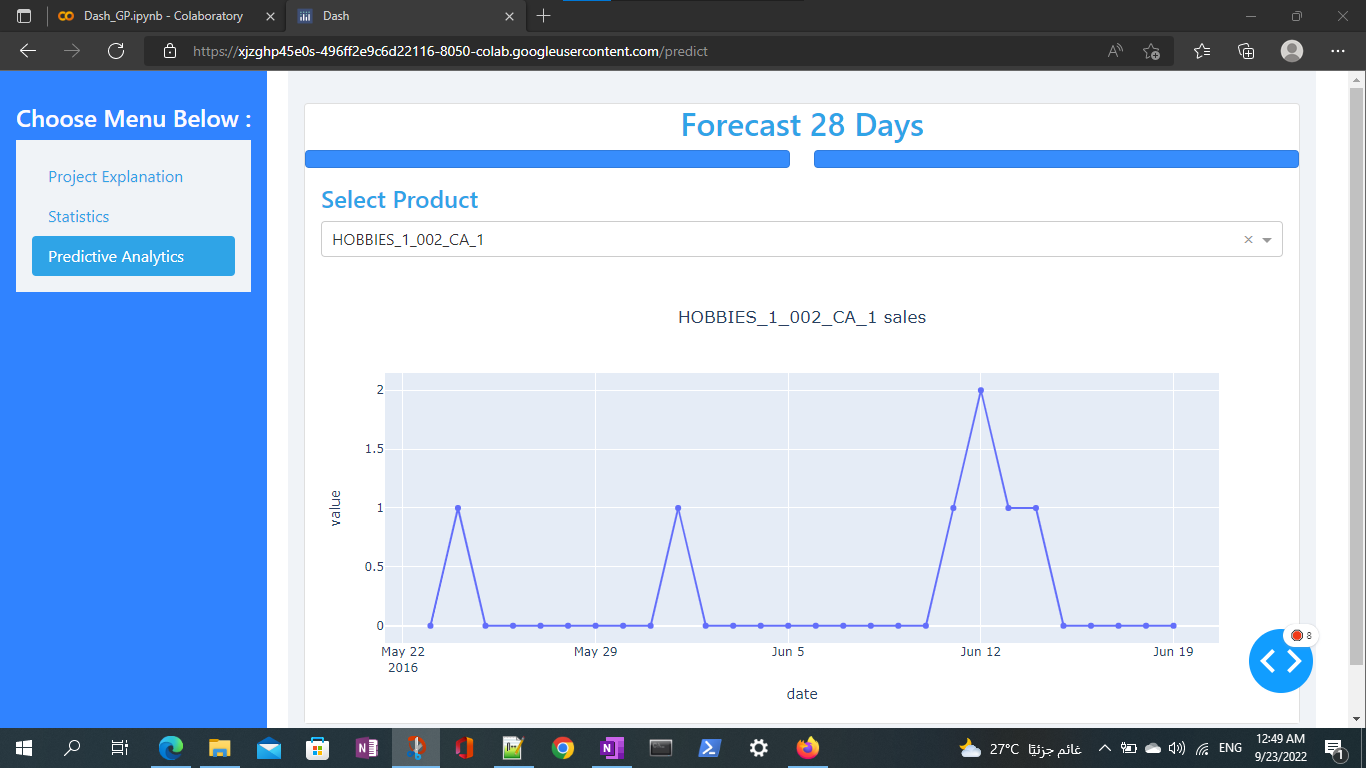 Dash_GP.ipynb - Colaboratory
Dash
https://xjzghp45e0s-496ff2e9c6d22116-8050-colab.googleusercontent.com/predict
Choose Menu Below :
Project Explanation
Statistics
Predictive Analytics
Forecast 28 Days
Select Product
HOBBIES_1_002_CA_1
HOBBIES_1_002_CA_1 sales
value
2
1.5
1
0.5
0
May 22
2016
May 29
Jun 5
Jun 12
Jun 19
date
8
27°C غائم جزئيًا
ENG
12:49 AM
9/23/2022
1